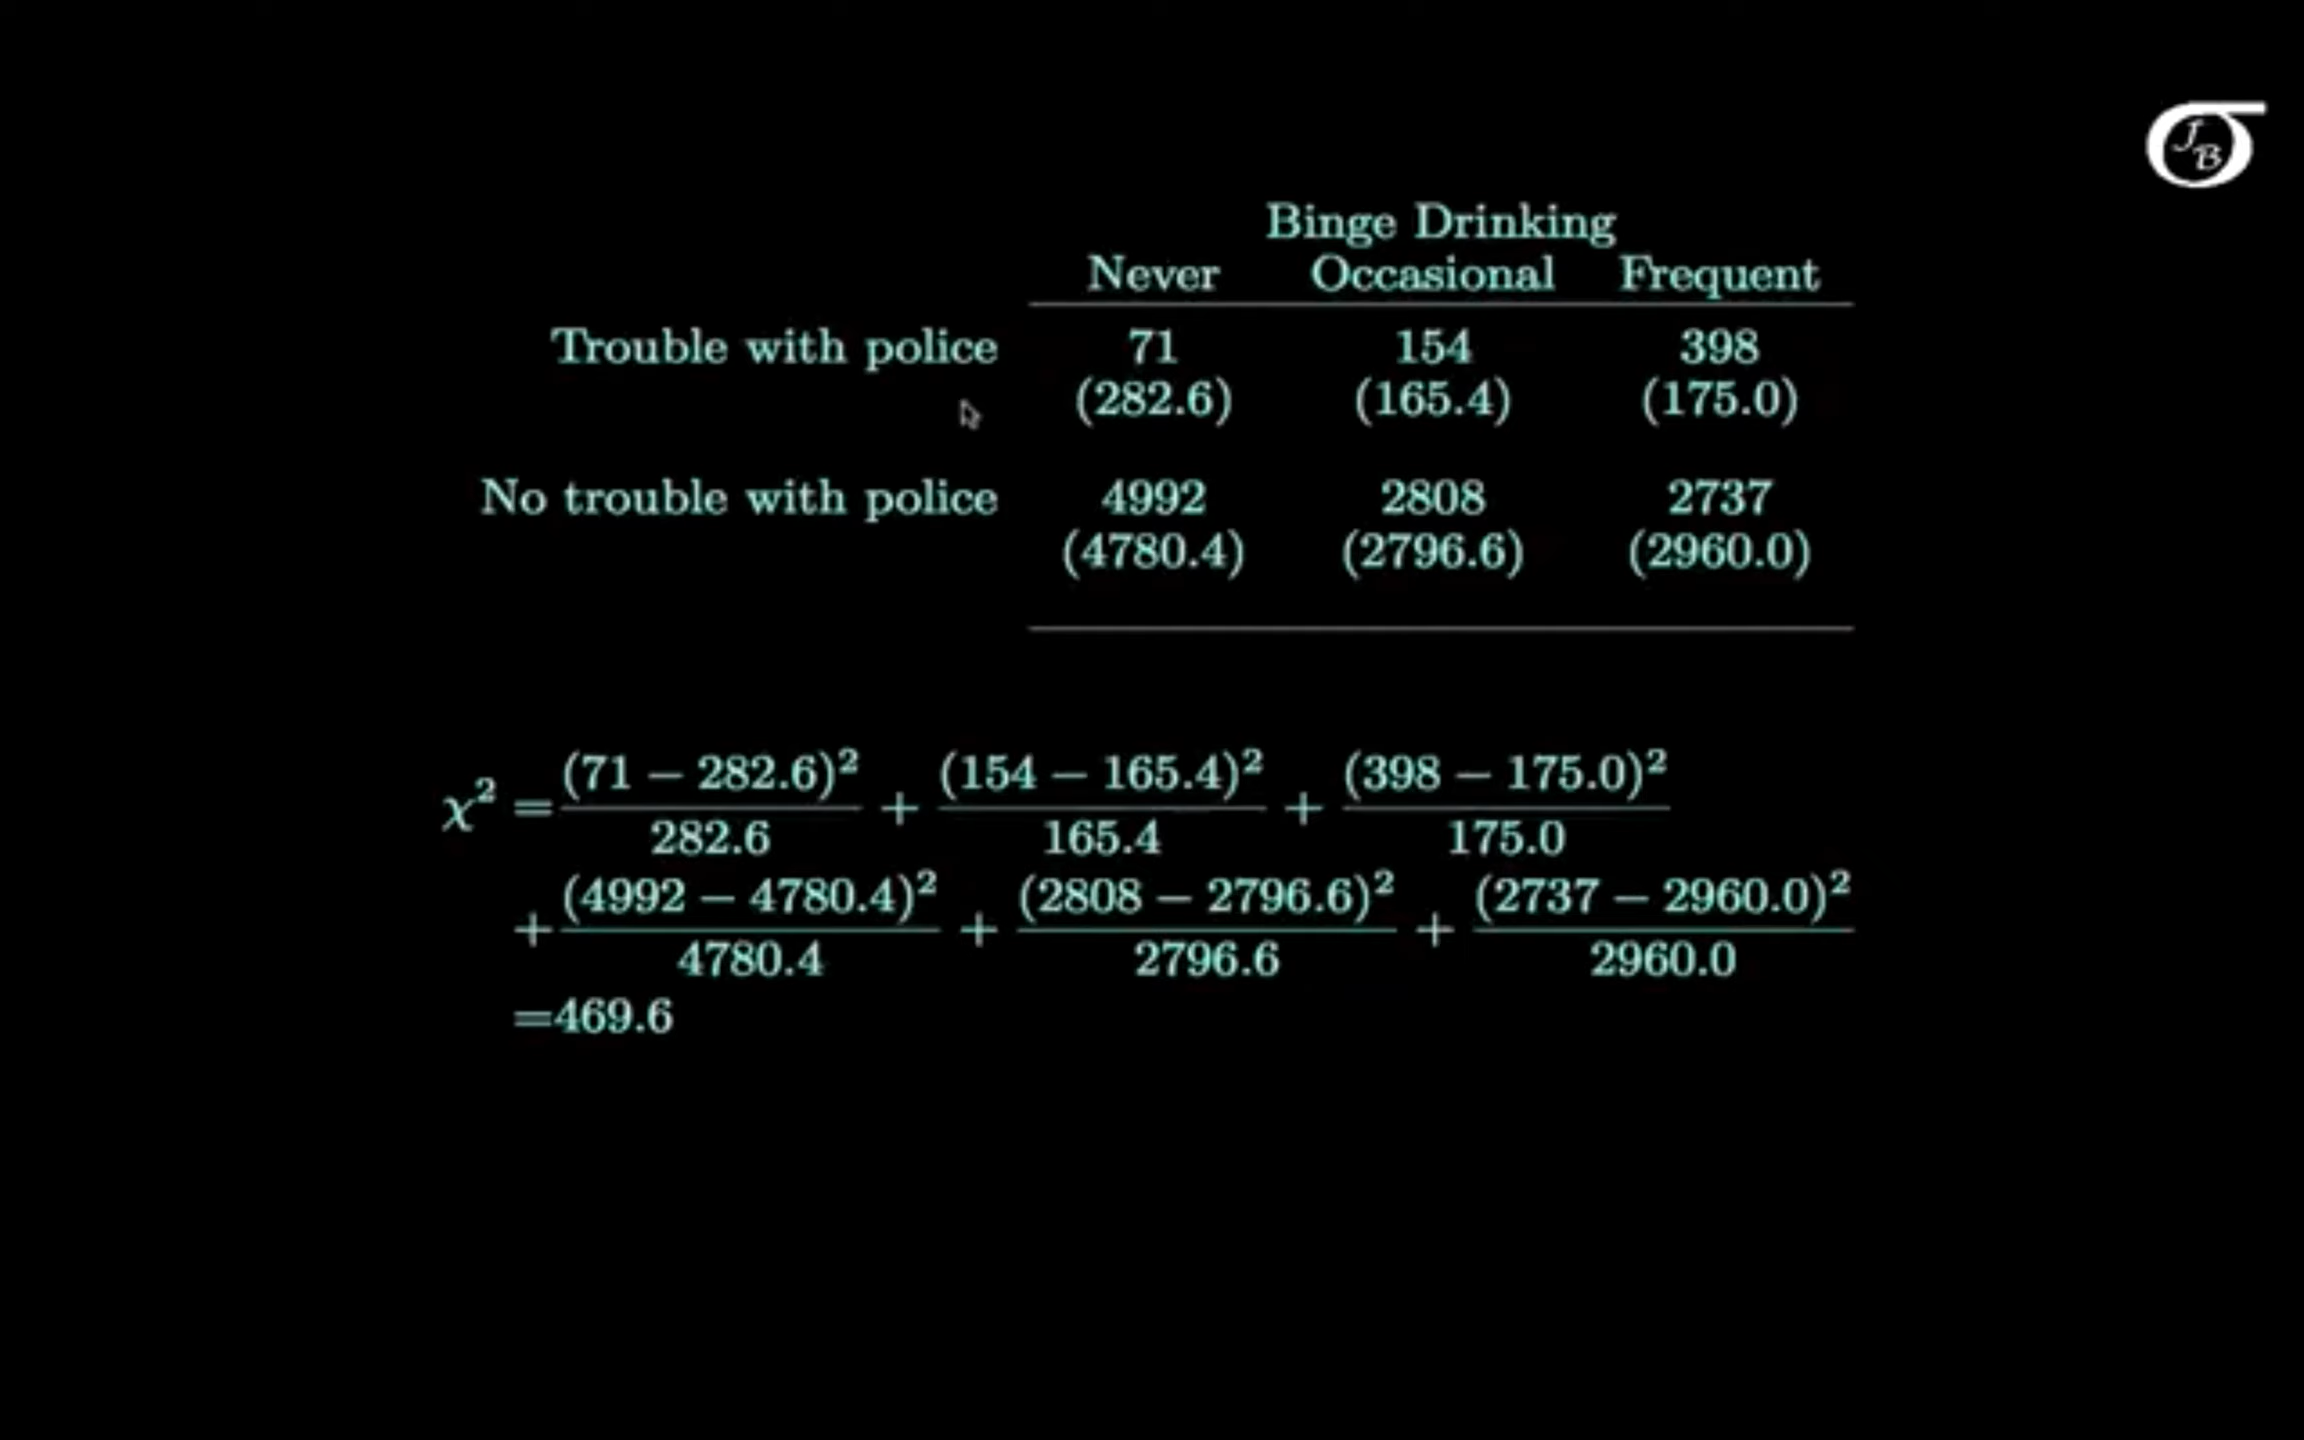 J
B
Binge Drinking
Never Occasional Frequent
Trouble with police 71 154 398
(282.6) (165.4) (175.0)
No trouble with police 4992 2808 2737
(4780.4) (2796.6) (2960.0)
χ² = (71 − 282.6)²/282.6 + (154 − 165.4)²/165.4 + (398 − 175.0)²/175.0
+ (4992 − 4780.4)²/4780.4 + (2808 − 2796.6)²/2796.6 + (2737 − 2960.0)²/2960.0
=469.6